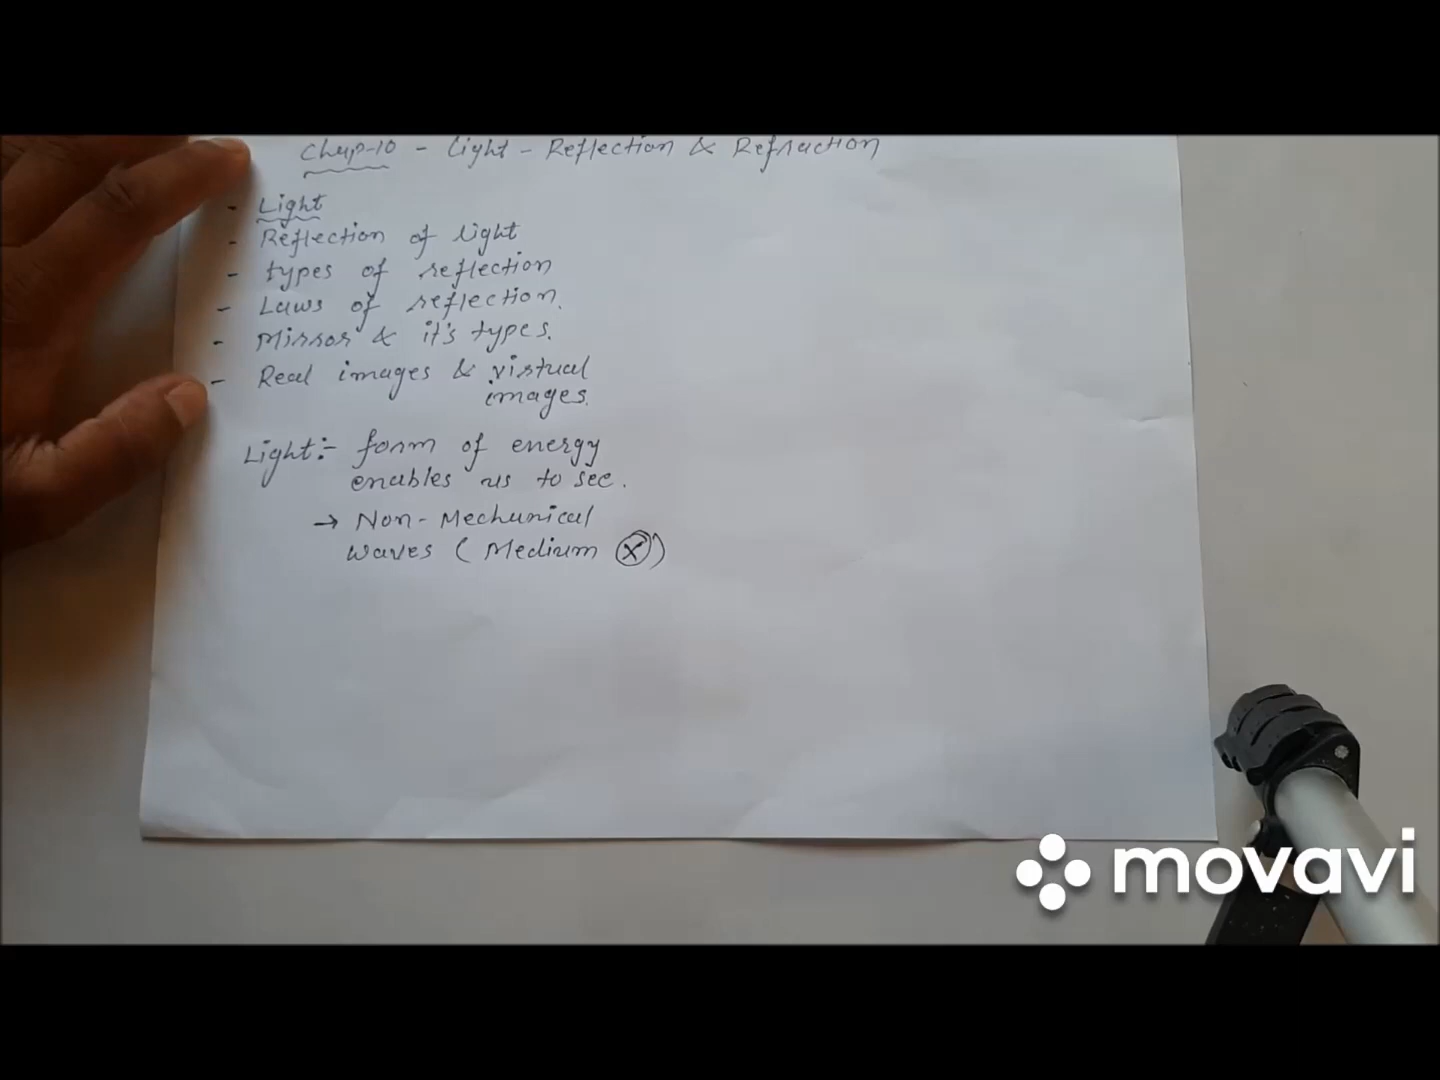 Chap-10 - Light - Reflection & Refraction
- Light
- Reflection of light
- types of reflection
- Laws of reflection.
- Mirror & it's types.
- Real images & virtual
images.
Light:- form of energy
enables us to see.
→ Non-Mechanical
waves ( Medium X )
movavi